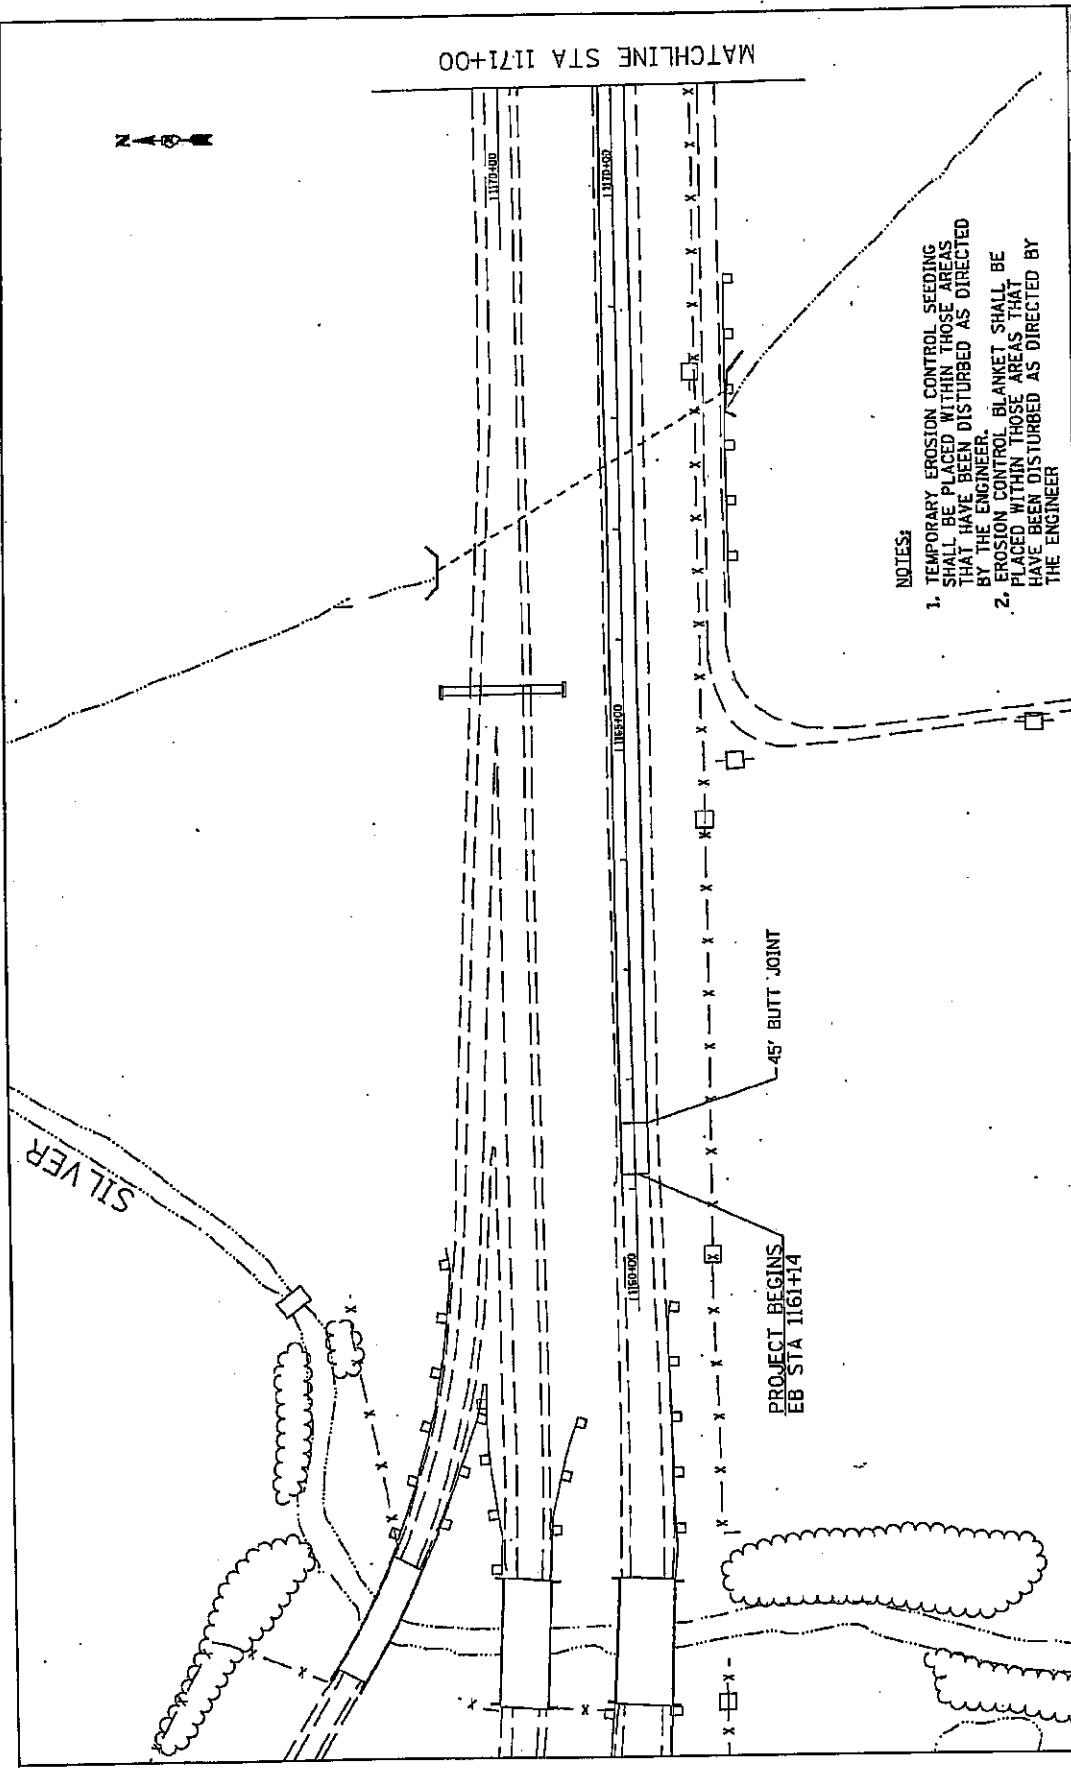 MATCHLINE STA 1171+00
N
1170+00
1170+00
1165+00
1160+00
SILVER
45' BUTT JOINT
PROJECT BEGINS
EB STA 1161+14
NOTES:
1. TEMPORARY EROSION CONTROL SEEDING
SHALL BE PLACED WITHIN THOSE AREAS
THAT HAVE BEEN DISTURBED AS DIRECTED
BY THE ENGINEER.
2. EROSION CONTROL BLANKET SHALL BE
PLACED WITHIN THOSE AREAS THAT
HAVE BEEN DISTURBED AS DIRECTED BY
THE ENGINEER